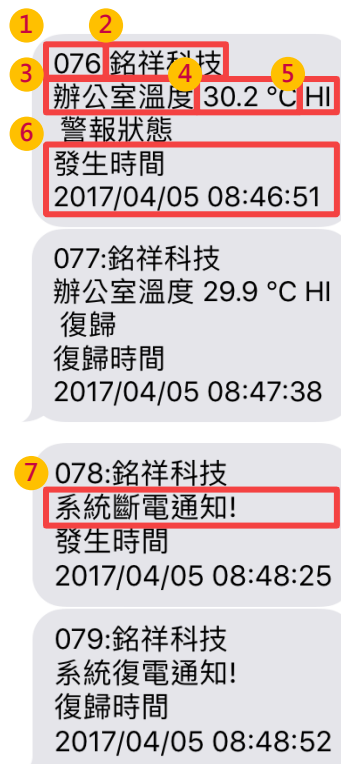 1 2
076 銘祥科技
3 4 5
辦公室溫度 30.2 °C HI
6 警報狀態
發生時間
2017/04/05 08:46:51
077:銘祥科技
辦公室溫度 29.9 °C HI
復歸
復歸時間
2017/04/05 08:47:38
7 078:銘祥科技
系統斷電通知!
發生時間
2017/04/05 08:48:25
079:銘祥科技
系統復電通知!
復歸時間
2017/04/05 08:48:52